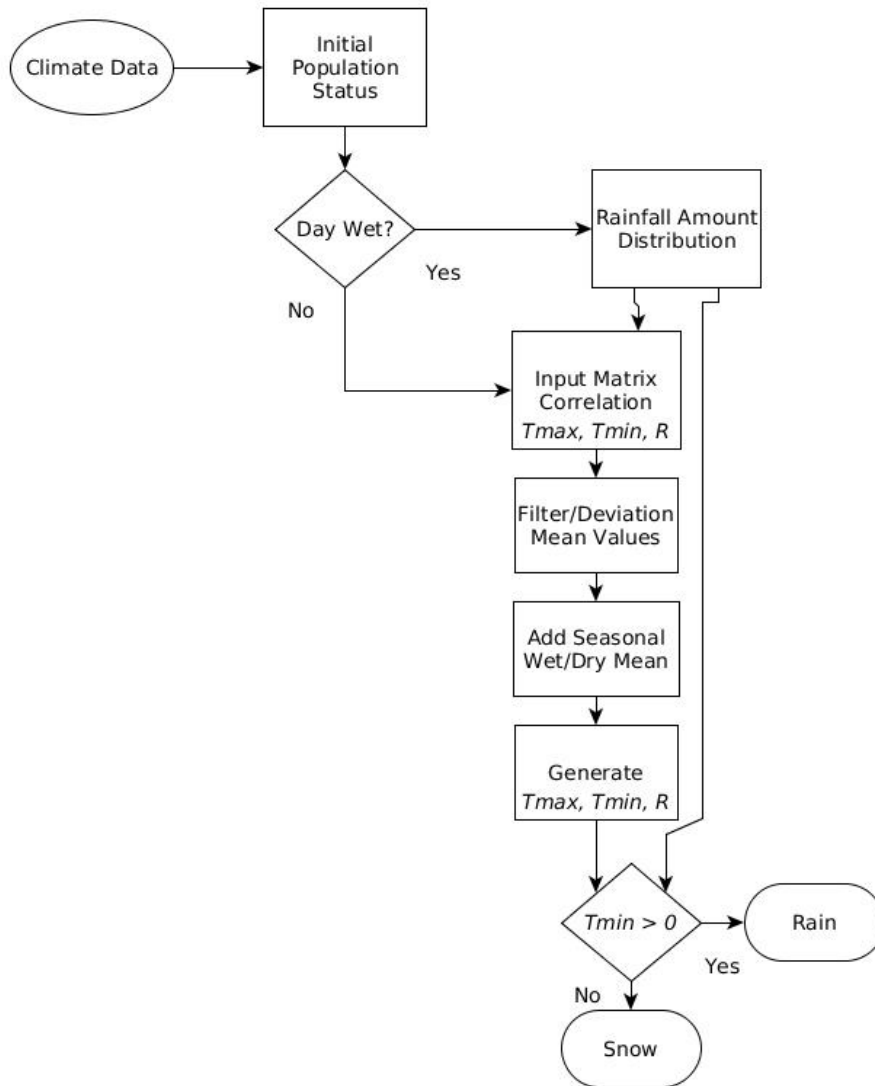 Climate Data
Initial
Population
Status
Day Wet?
Yes
No
Rainfall Amount
Distribution
Input Matrix
Correlation
Tmax, Tmin, R
Filter/Deviation
Mean Values
Add Seasonal
Wet/Dry Mean
Generate
Tmax, Tmin, R
Tmin > 0
Yes
Rain
No
Snow